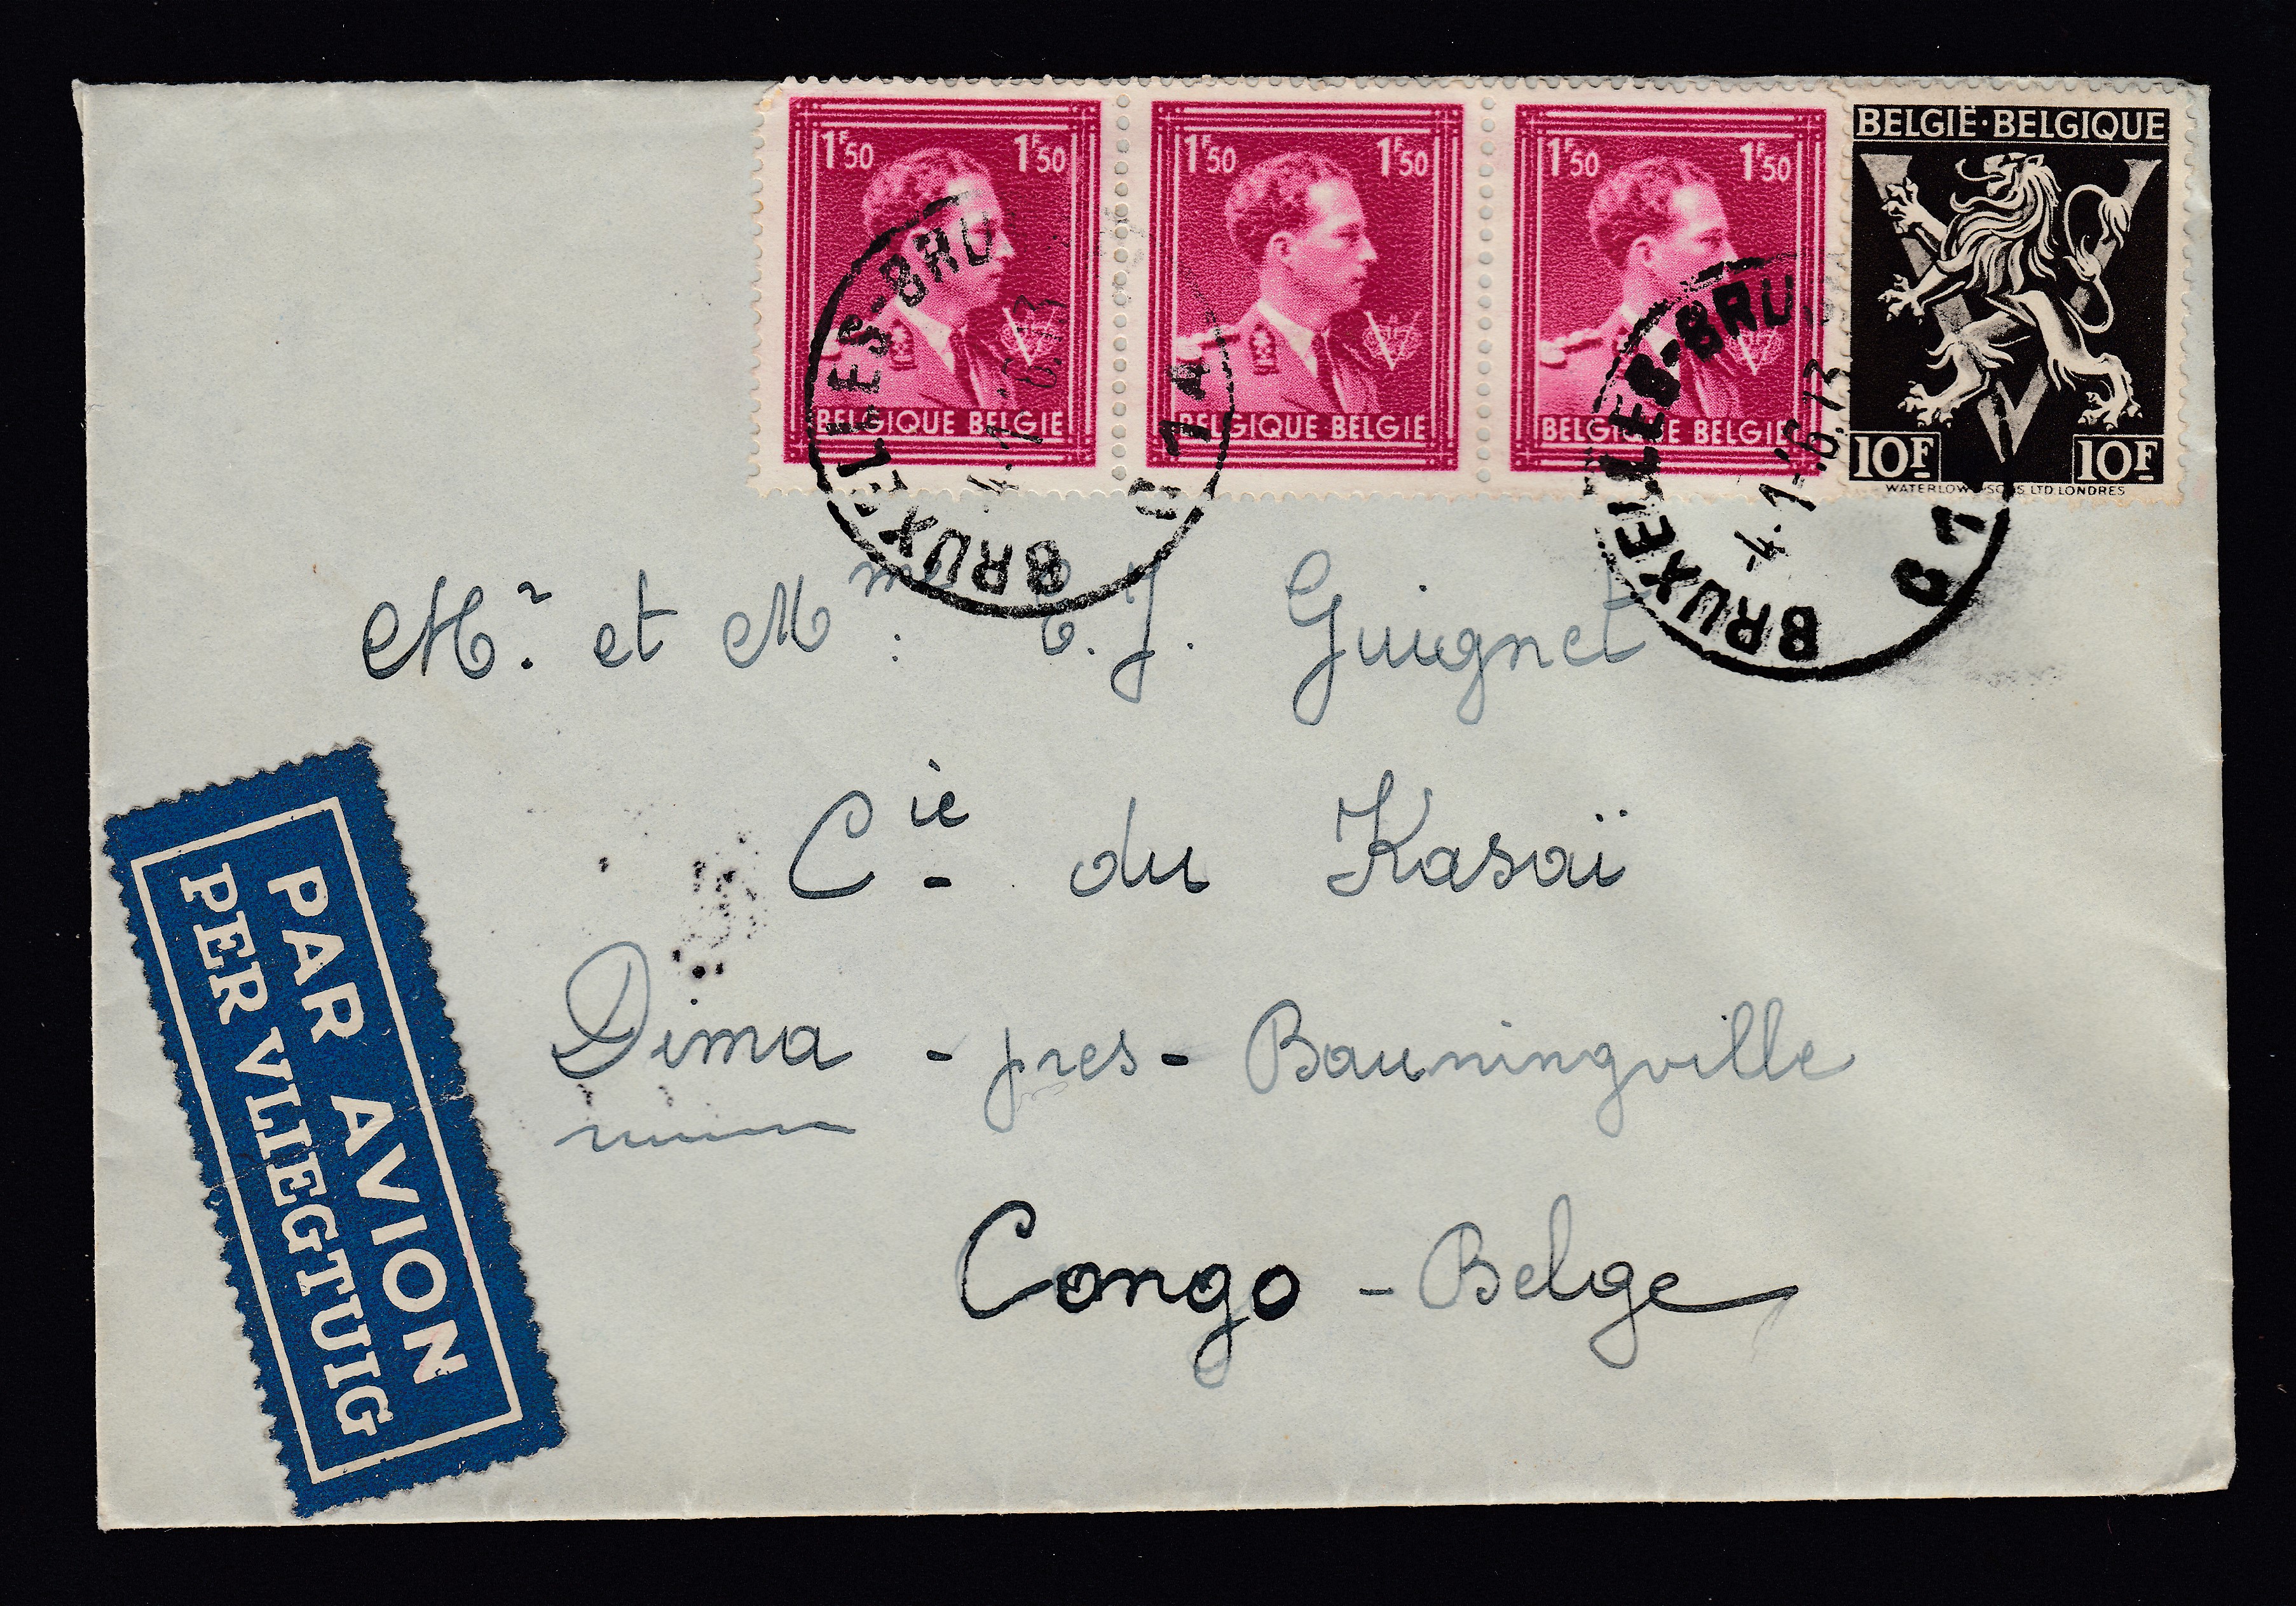 1F50 1F50
BELGIQUE BELGIE
1F50 1F50
BELGIQUE BELGIE
1F50 1F50
BELGIQUE BELGIE
BELGIË·BELGIQUE
10F 10F
WATERLOW & SONS LTD. LONDRES
BRUXELLES-BRU
BRUXELLES-BRU
Mr. et Mme: E. J. Guignet
Cie. du Kasaï
Dima - pres - Banningville
Congo - Belge
PAR AVION
PER VLIEGTUIG